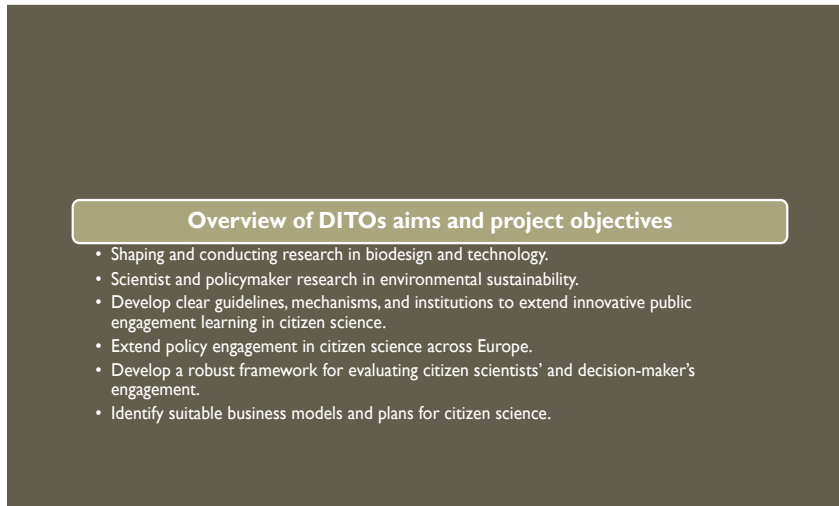 Overview of DITOs aims and project objectives
• Shaping and conducting research in biodesign and technology.
• Scientist and policymaker research in environmental sustainability.
• Develop clear guidelines, mechanisms, and institutions to extend innovative public
engagement learning in citizen science.
• Extend policy engagement in citizen science across Europe.
• Develop a robust framework for evaluating citizen scientists’ and decision-maker’s
engagement.
• Identify suitable business models and plans for citizen science.